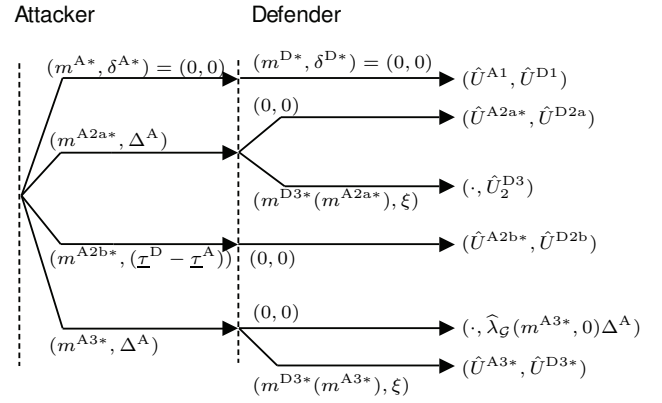 Attacker Defender
(m^{A*}, δ^{A*}) = (0, 0) (m^{D*}, δ^{D*}) = (0, 0) (Û^{A1}, Û^{D1})
(0, 0) (Û^{A2a*}, Û^{D2a})
(m^{A2a*}, Δ^A)
(m^{D3*}(m^{A2a*}), ξ) (·, Û_2^{D3})
(m^{A2b*}, (τ̲^D − τ̲^A)) (0, 0) (Û^{A2b*}, Û^{D2b})
(0, 0) (·, λ̂_𝒢(m^{A3*}, 0)Δ^A)
(m^{A3*}, Δ^A)
(m^{D3*}(m^{A3*}), ξ) (Û^{A3*}, Û^{D3*})